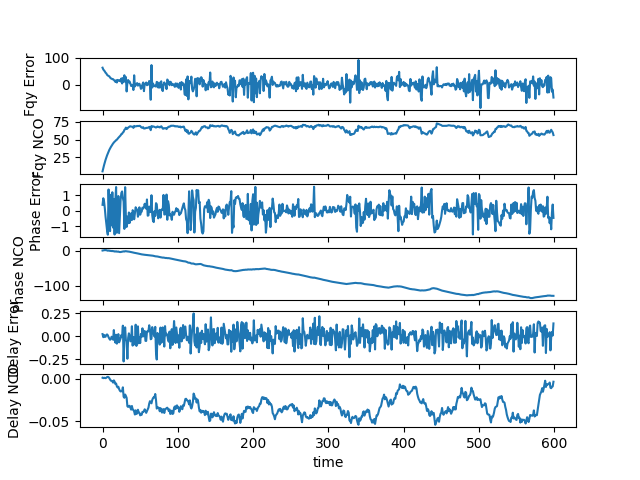 Fqy Error
100
0
Fqy NCO
75
50
25
Phase Error
1
0
−1
Phase NCO
0
−100
Delay Error
0.25
0.00
−0.25
Delay NCO
0.00
−0.05
0 100 200 300 400 500 600
time